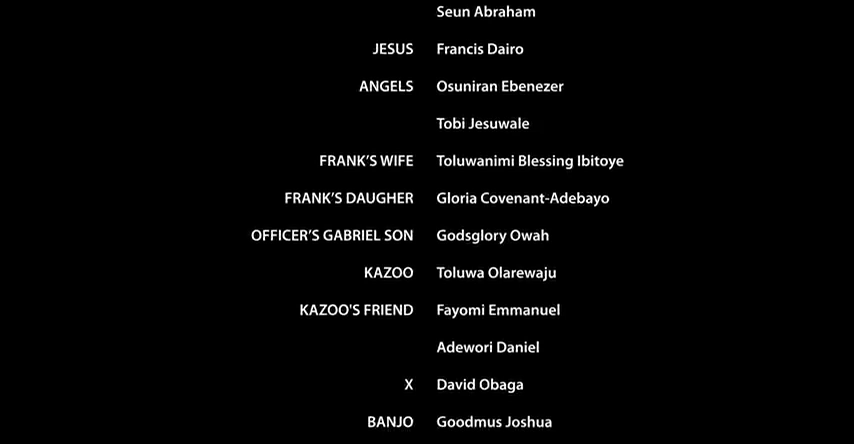 Seun Abraham
JESUS Francis Dairo
ANGELS Osuniran Ebenezer
Tobi Jesuwale
FRANK'S WIFE Toluwanimi Blessing Ibitoye
FRANK'S DAUGHER Gloria Covenant-Adebayo
OFFICER'S GABRIEL SON Godsglory Owah
KAZOO Toluwa Olarewaju
KAZOO'S FRIEND Fayomi Emmanuel
Adewori Daniel
X David Obaga
BANJO Goodmus Joshua